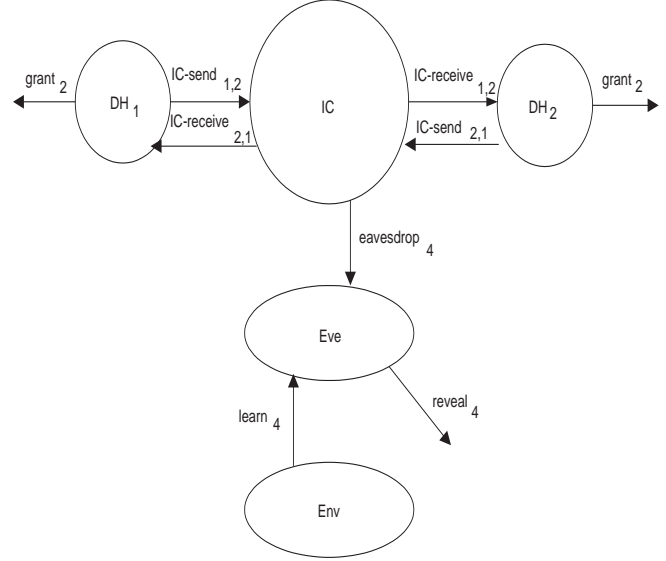 grant 2
DH 1
IC-send 1,2
IC-receive 2,1
IC
IC-receive 1,2
IC-send 2,1
DH 2
grant 2
eavesdrop 4
Eve
learn 4
reveal 4
Env